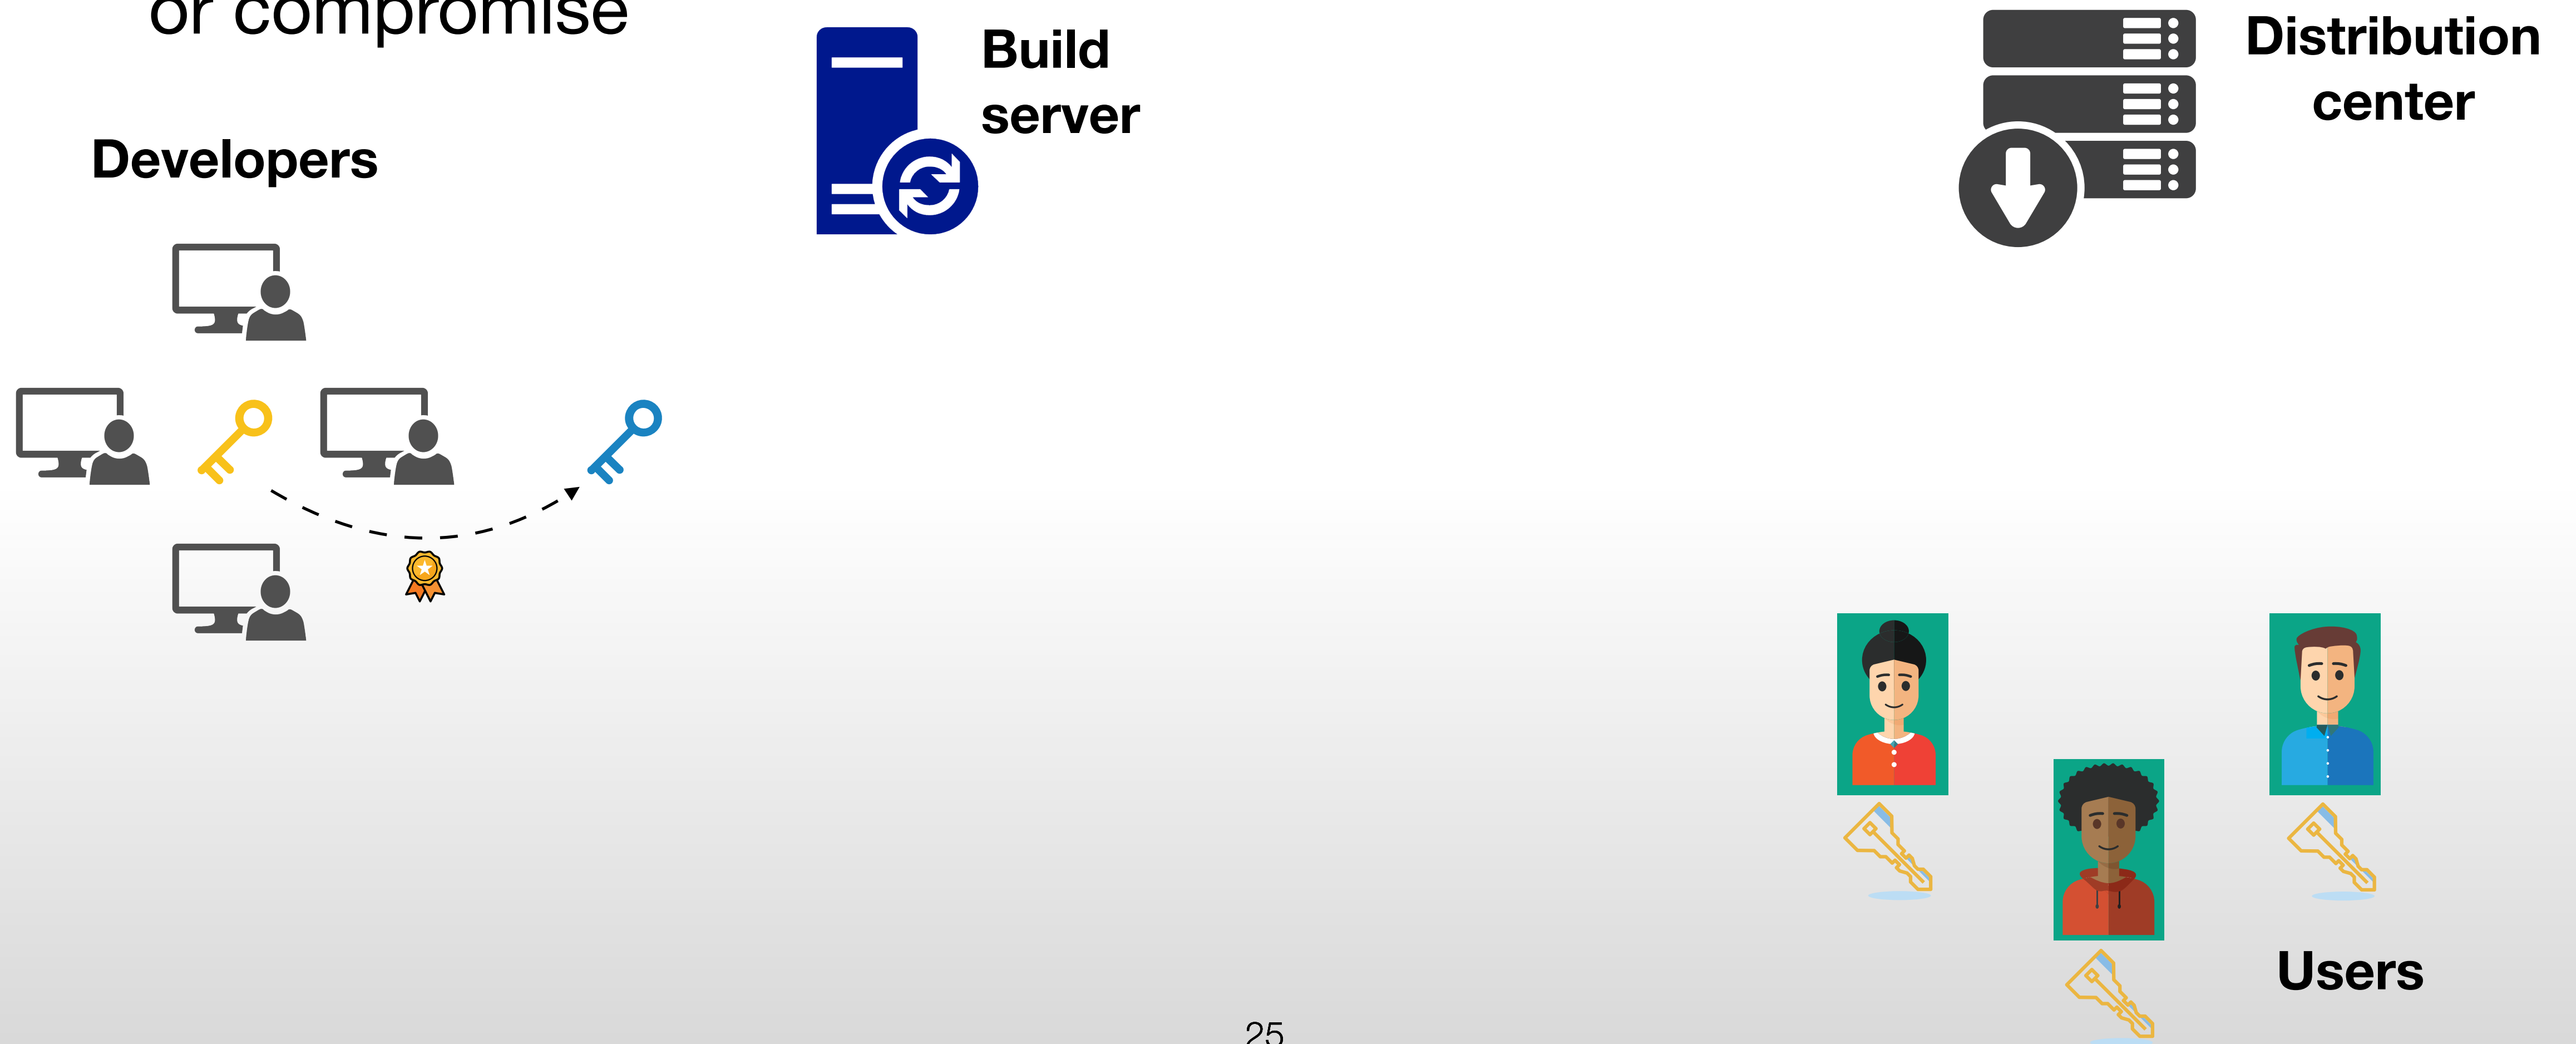 or compromise
Build
server
Distribution
center
Developers
Users
25